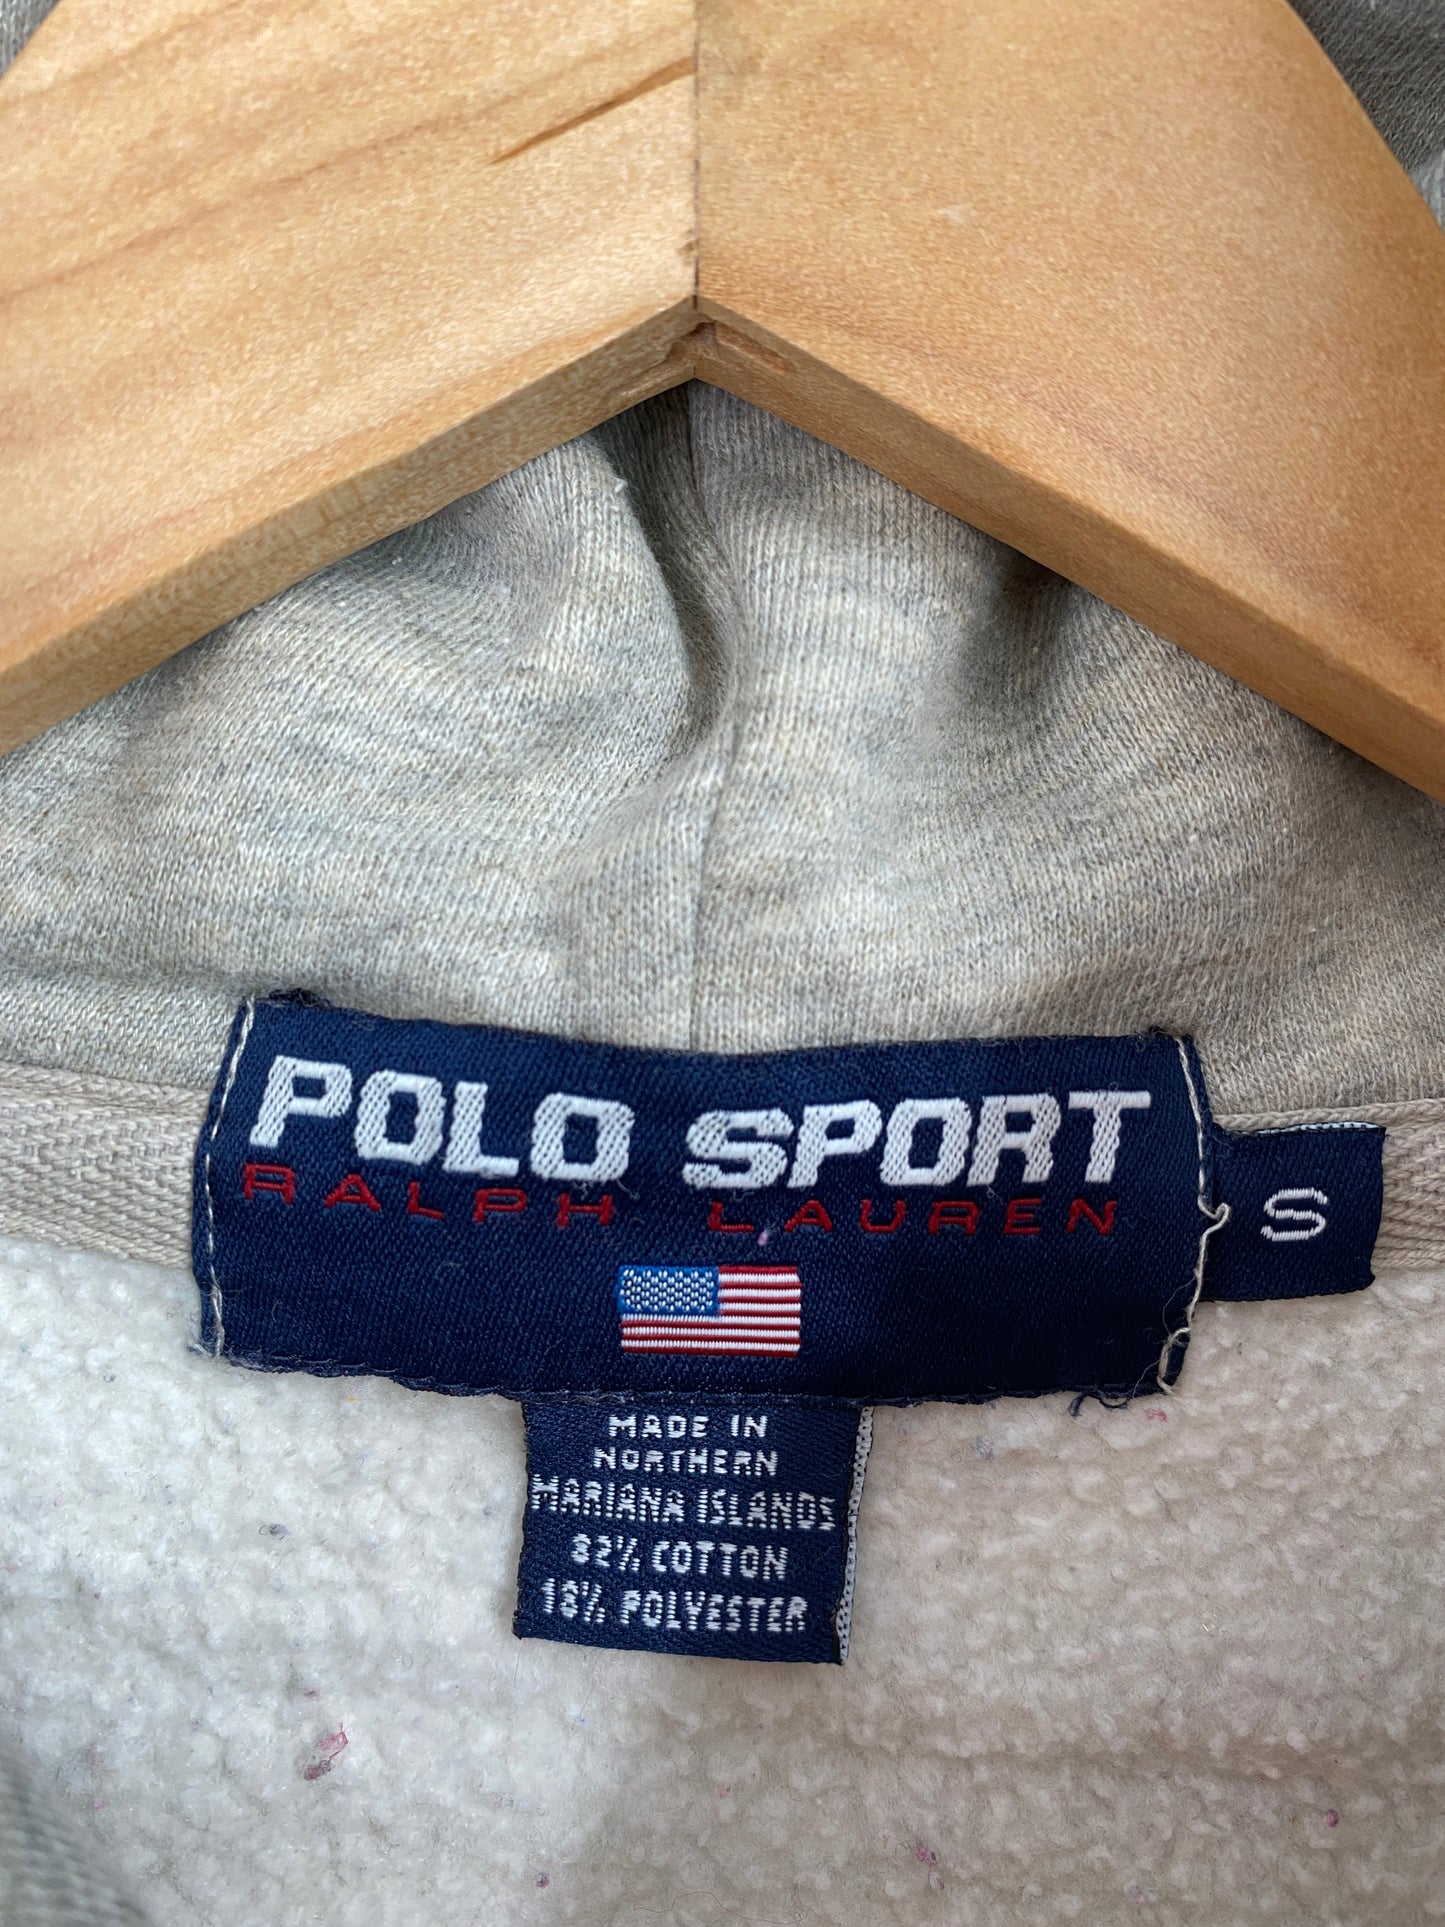 POLO SPORT
RALPH LAUREN
S
MADE IN
NORTHERN
MARIANA ISLANDS
82% COTTON
18% POLYESTER